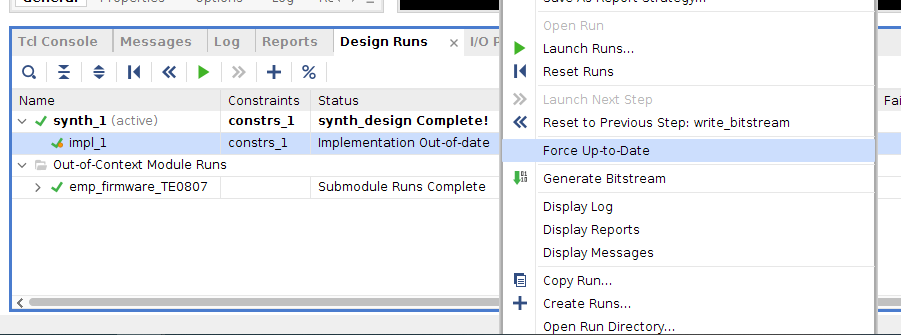 General Properties Options Log
Save As Report Strategy...
Open Run
Launch Runs...
Reset Runs
Launch Next Step
Reset to Previous Step: write_bitstream
Force Up-to-Date
Generate Bitstream
Display Log
Display Reports
Display Messages
Copy Run...
Create Runs...
Open Run Directory...
Tcl Console Messages Log Reports Design Runs × I/O P
Name Constraints Status Fai
synth_1 (active) constrs_1 synth_design Complete!
impl_1 constrs_1 Implementation Out-of-date
Out-of-Context Module Runs
emp_firmware_TE0807 Submodule Runs Complete